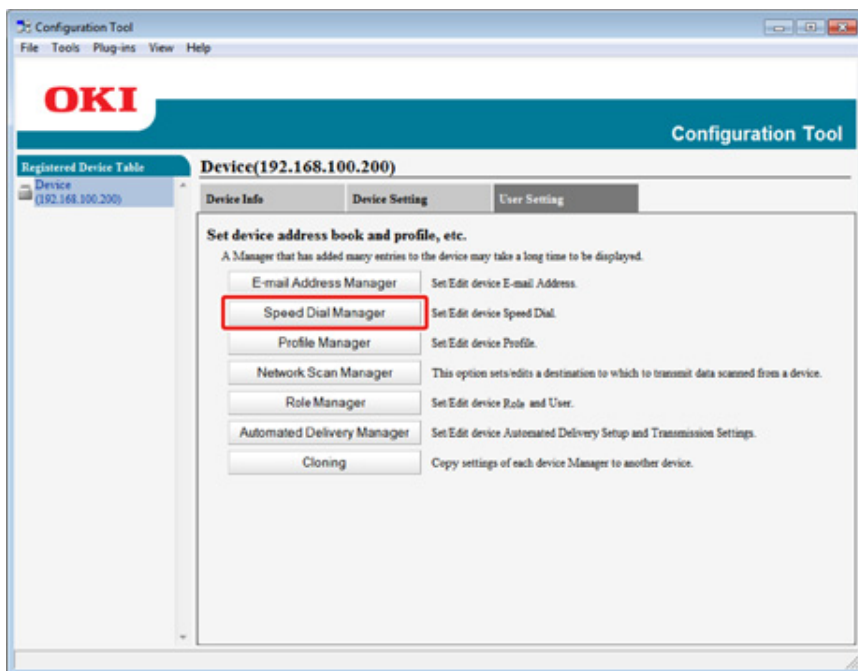 Configuration Tool
File Tools Plug-ins View Help
OKI
Configuration Tool
Registered Device Table
Device
(192.168.100.200)
Device(192.168.100.200)
Device Info Device Setting User Setting
Set device address book and profile, etc.
A Manager that has added many entries to the device may take a long time to be displayed.
E-mail Address Manager Set/Edit device E-mail Address.
Speed Dial Manager Set/Edit device Speed Dial.
Profile Manager Set/Edit device Profile.
Network Scan Manager This option sets/edits a destination to which to transmit data scanned from a device.
Role Manager Set/Edit device Role and User.
Automated Delivery Manager Set/Edit device Automated Delivery Setup and Transmission Settings.
Cloning Copy settings of each device Manager to another device.